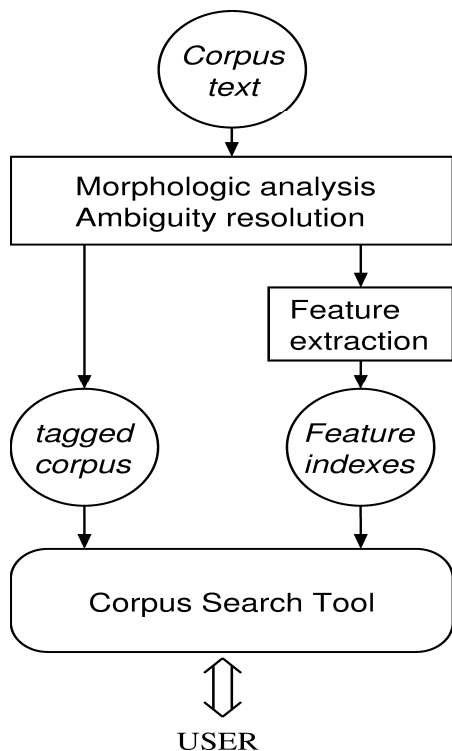 Corpus
text
Morphologic analysis
Ambiguity resolution
Feature
extraction
tagged
corpus
Feature
indexes
Corpus Search Tool
USER